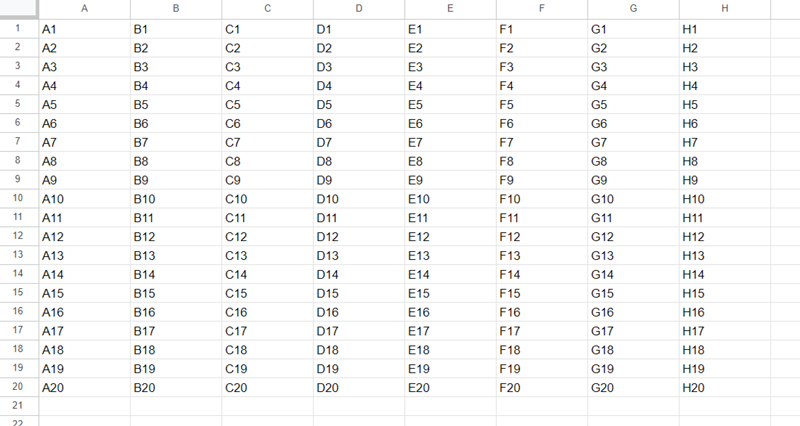 A B C D E F G H
1 A1 B1 C1 D1 E1 F1 G1 H1
2 A2 B2 C2 D2 E2 F2 G2 H2
3 A3 B3 C3 D3 E3 F3 G3 H3
4 A4 B4 C4 D4 E4 F4 G4 H4
5 A5 B5 C5 D5 E5 F5 G5 H5
6 A6 B6 C6 D6 E6 F6 G6 H6
7 A7 B7 C7 D7 E7 F7 G7 H7
8 A8 B8 C8 D8 E8 F8 G8 H8
9 A9 B9 C9 D9 E9 F9 G9 H9
10 A10 B10 C10 D10 E10 F10 G10 H10
11 A11 B11 C11 D11 E11 F11 G11 H11
12 A12 B12 C12 D12 E12 F12 G12 H12
13 A13 B13 C13 D13 E13 F13 G13 H13
14 A14 B14 C14 D14 E14 F14 G14 H14
15 A15 B15 C15 D15 E15 F15 G15 H15
16 A16 B16 C16 D16 E16 F16 G16 H16
17 A17 B17 C17 D17 E17 F17 G17 H17
18 A18 B18 C18 D18 E18 F18 G18 H18
19 A19 B19 C19 D19 E19 F19 G19 H19
20 A20 B20 C20 D20 E20 F20 G20 H20
21
22